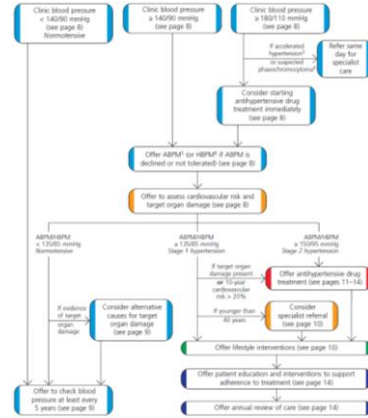 Clinic blood pressure
< 140/90 mmHg
(see page 8)
Normotensive
Clinic blood pressure
≥ 140/90 mmHg
(see page 8)
Clinic blood pressure
≥ 180/110 mmHg
(see page 8)
If accelerated
hypertension³
or suspected
phaeochromocytoma⁴
Refer same
day for
specialist
care
Consider starting
antihypertensive drug
treatment immediately
(see page 8)
Offer ABPM⁵ (or HBPM⁶ if ABPM is
declined or not tolerated) (see page 8)
Offer to assess cardiovascular risk and
target organ damage (see page 8)
ABPM/HBPM
< 135/85 mmHg
Normotensive
ABPM/HBPM
≥ 135/85 mmHg
Stage 1 hypertension
ABPM/HBPM
≥ 150/95 mmHg
Stage 2 hypertension
If target organ
damage present
or 10-year
cardiovascular
risk > 20%
Offer antihypertensive drug
treatment (see pages 11–14)
If evidence
of target
organ
damage
Consider alternative
causes for target
organ damage
(see page 9)
If younger than
40 years
Consider
specialist referral
(see page 10)
Offer lifestyle interventions (see page 10)
Offer patient education and interventions to support
adherence to treatment (see page 14)
Offer to check blood
pressure at least every
5 years (see page 9)
Offer annual review of care (see page 14)